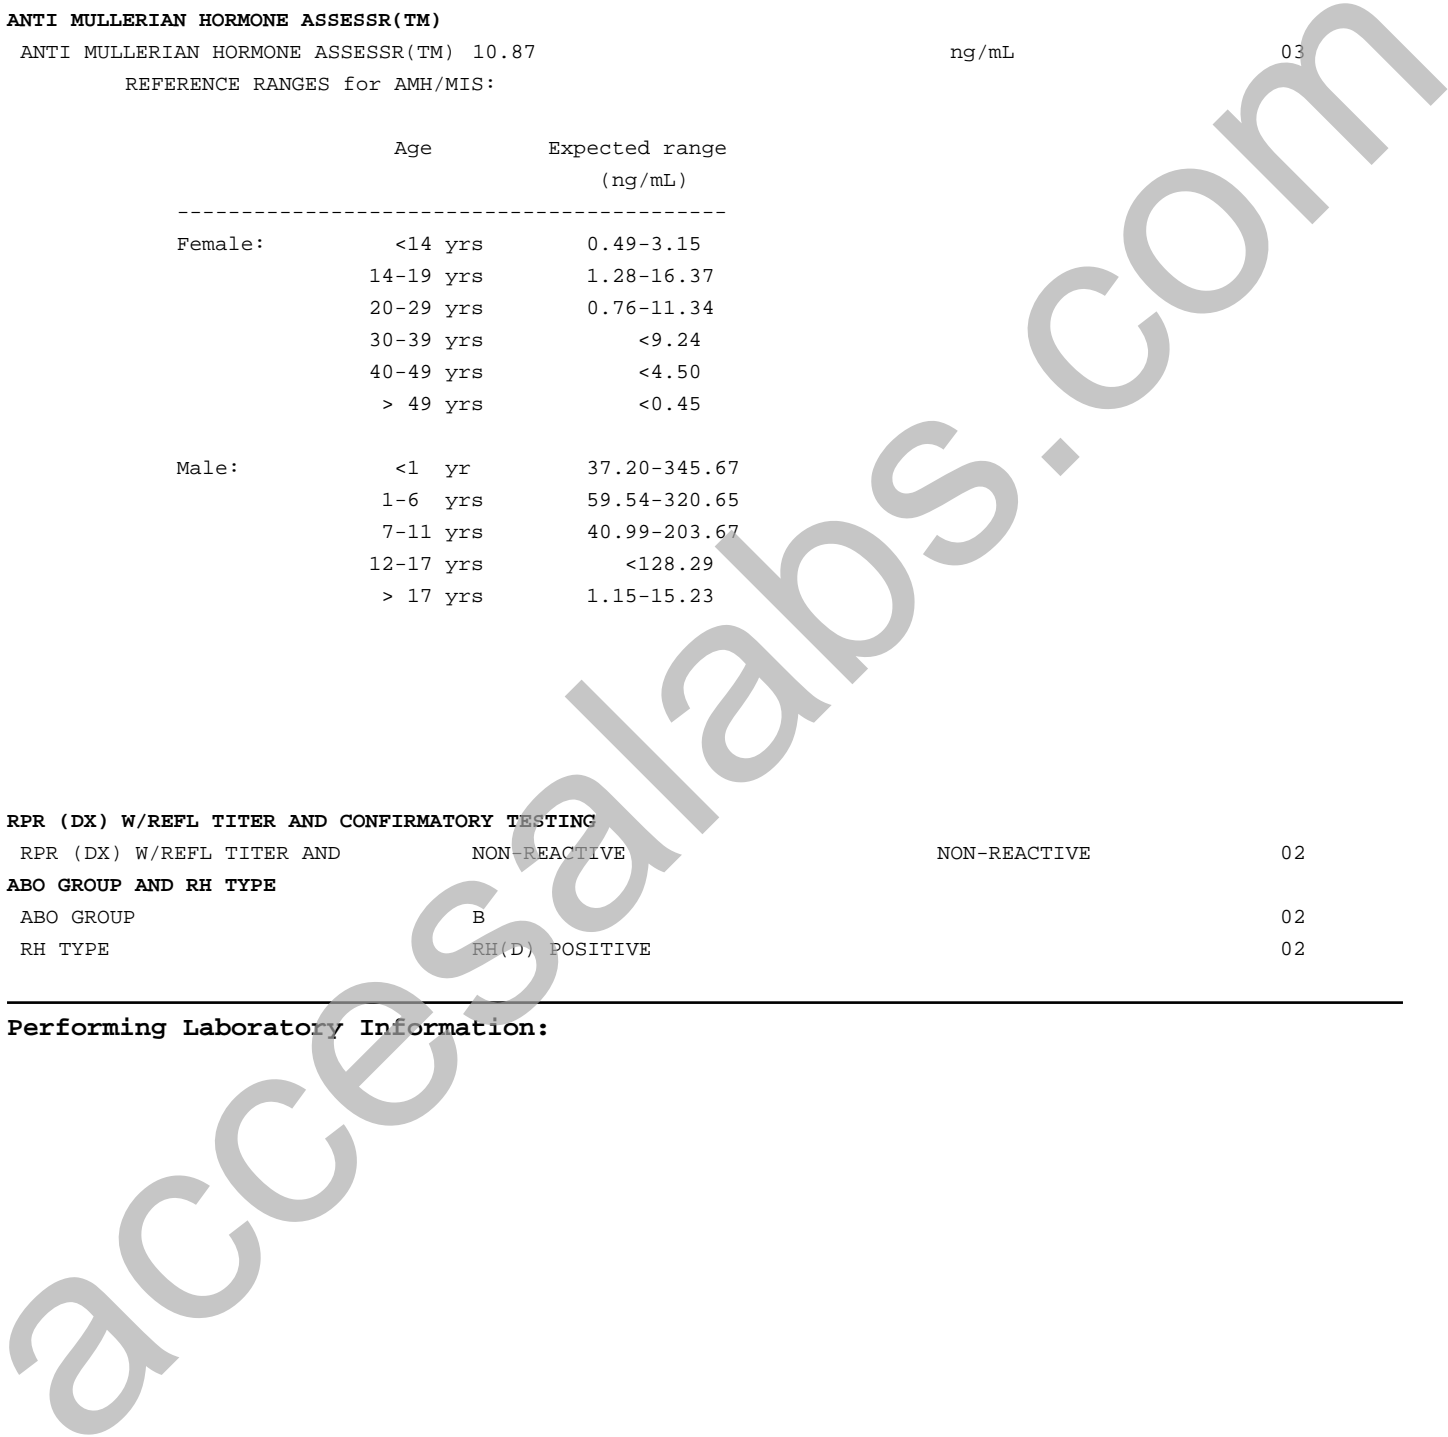 ANTI MULLERIAN HORMONE ASSESSR(TM)
ANTI MULLERIAN HORMONE ASSESSR(TM) 10.87 ng/mL 03
REFERENCE RANGES for AMH/MIS:
Age Expected range
(ng/mL)
-------------------------------------------
Female: <14 yrs 0.49-3.15
14-19 yrs 1.28-16.37
20-29 yrs 0.76-11.34
30-39 yrs <9.24
40-49 yrs <4.50
> 49 yrs <0.45
Male: <1 yr 37.20-345.67
1-6 yrs 59.54-320.65
7-11 yrs 40.99-203.67
12-17 yrs <128.29
> 17 yrs 1.15-15.23
RPR (DX) W/REFL TITER AND CONFIRMATORY TESTING
RPR (DX) W/REFL TITER AND NON-REACTIVE NON-REACTIVE 02
ABO GROUP AND RH TYPE
ABO GROUP B 02
RH TYPE RH(D) POSITIVE 02
Performing Laboratory Information:
accesalabs.com